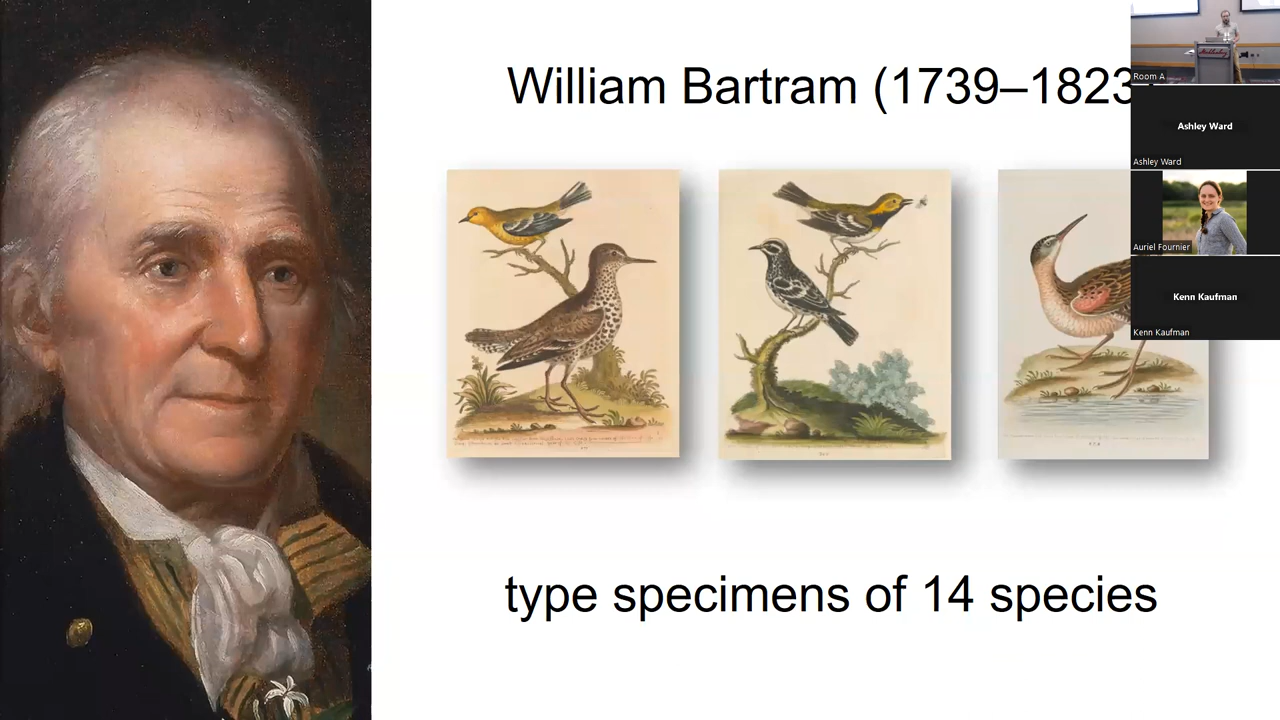 William Bartram (1739–1823
type specimens of 14 species
Room A
Ashley Ward
Ashley Ward
Auriel Fournier
Kenn Kaufman
Kenn Kaufman